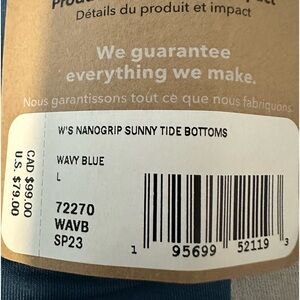 Détails du produit et impact
We guarantee
everything we make.
Nous garantissons tout ce que nous fabriquons.
W'S NANOGRIP SUNNY TIDE BOTTOMS
WAVY BLUE
L
72270
WAVB
SP23
CAD $99.00
U.S. $79.00
1 95699 52119 3